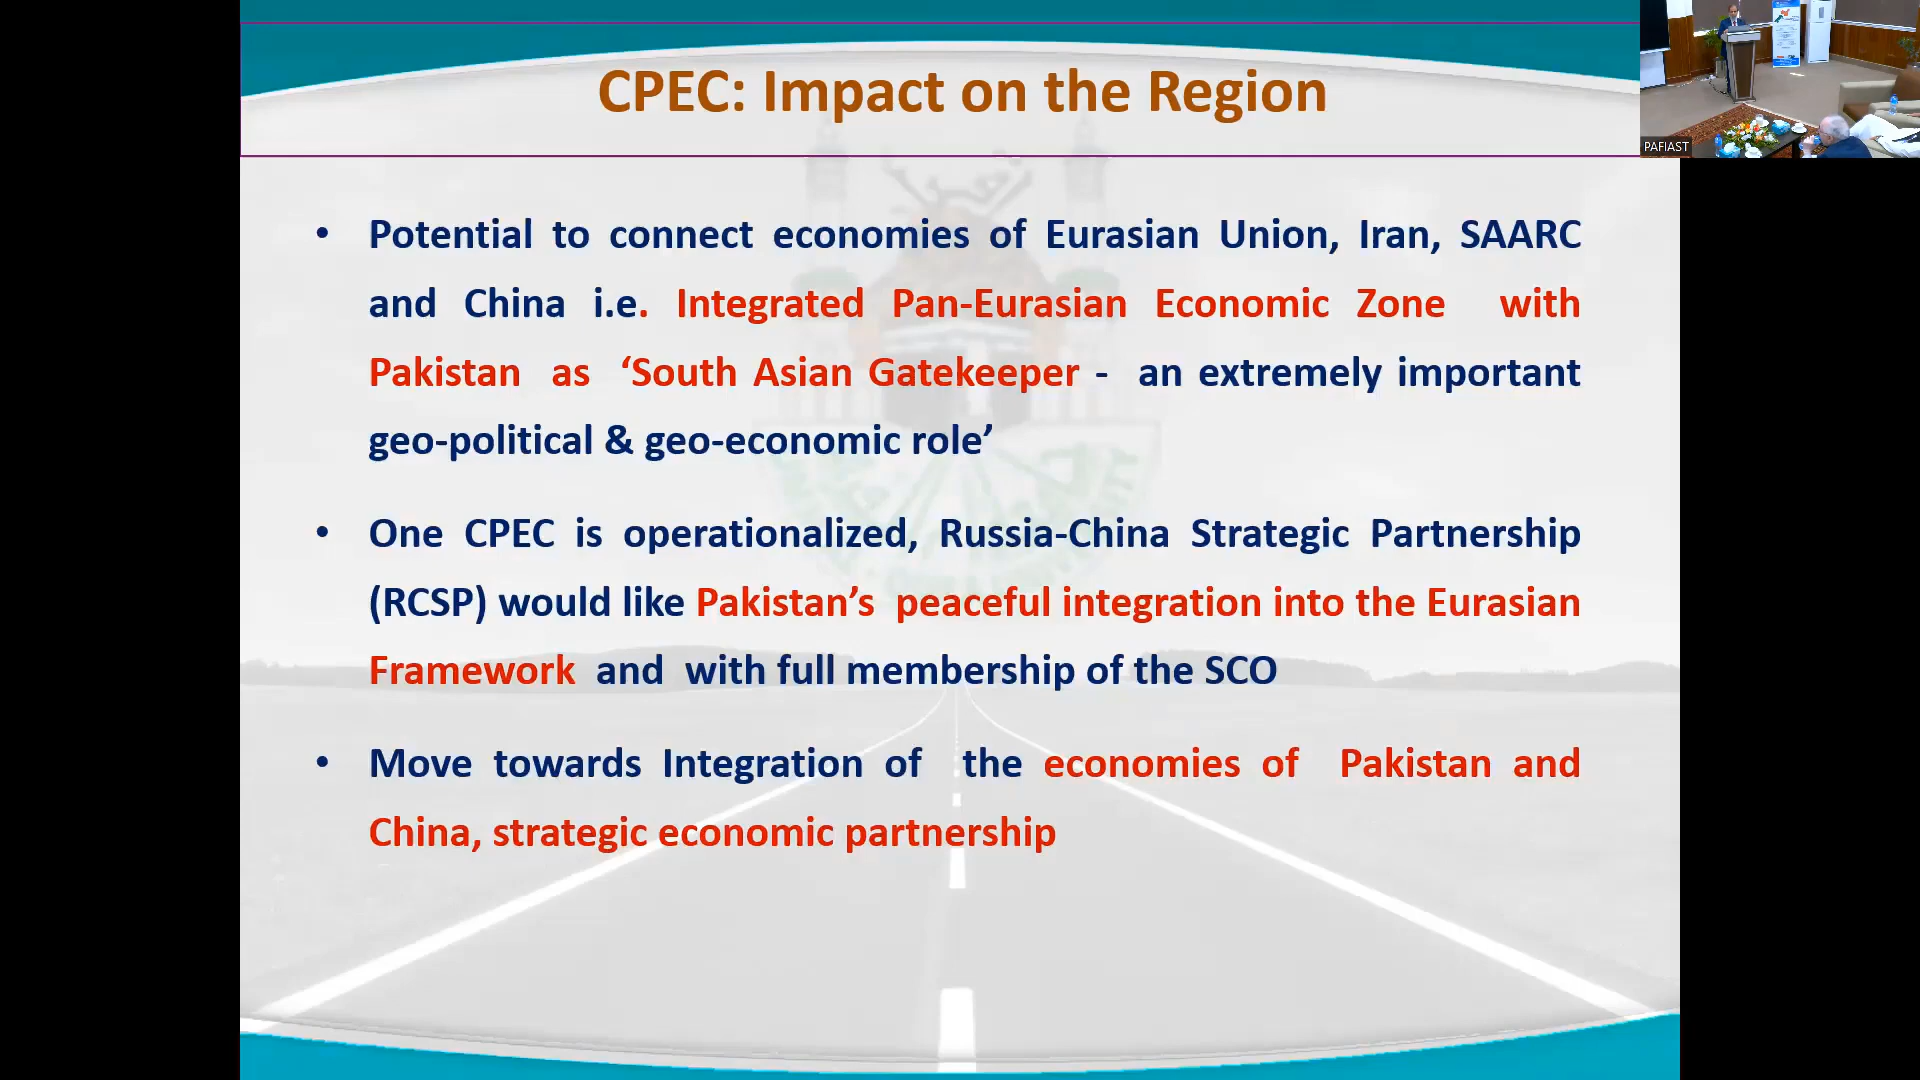 CPEC: Impact on the Region
PAFIAST
• Potential to connect economies of Eurasian Union, Iran, SAARC
and China i.e. Integrated Pan-Eurasian Economic Zone with
Pakistan as ‘South Asian Gatekeeper - an extremely important
geo-political & geo-economic role’
• One CPEC is operationalized, Russia-China Strategic Partnership
(RCSP) would like Pakistan’s peaceful integration into the Eurasian
Framework and with full membership of the SCO
• Move towards Integration of the economies of Pakistan and
China, strategic economic partnership